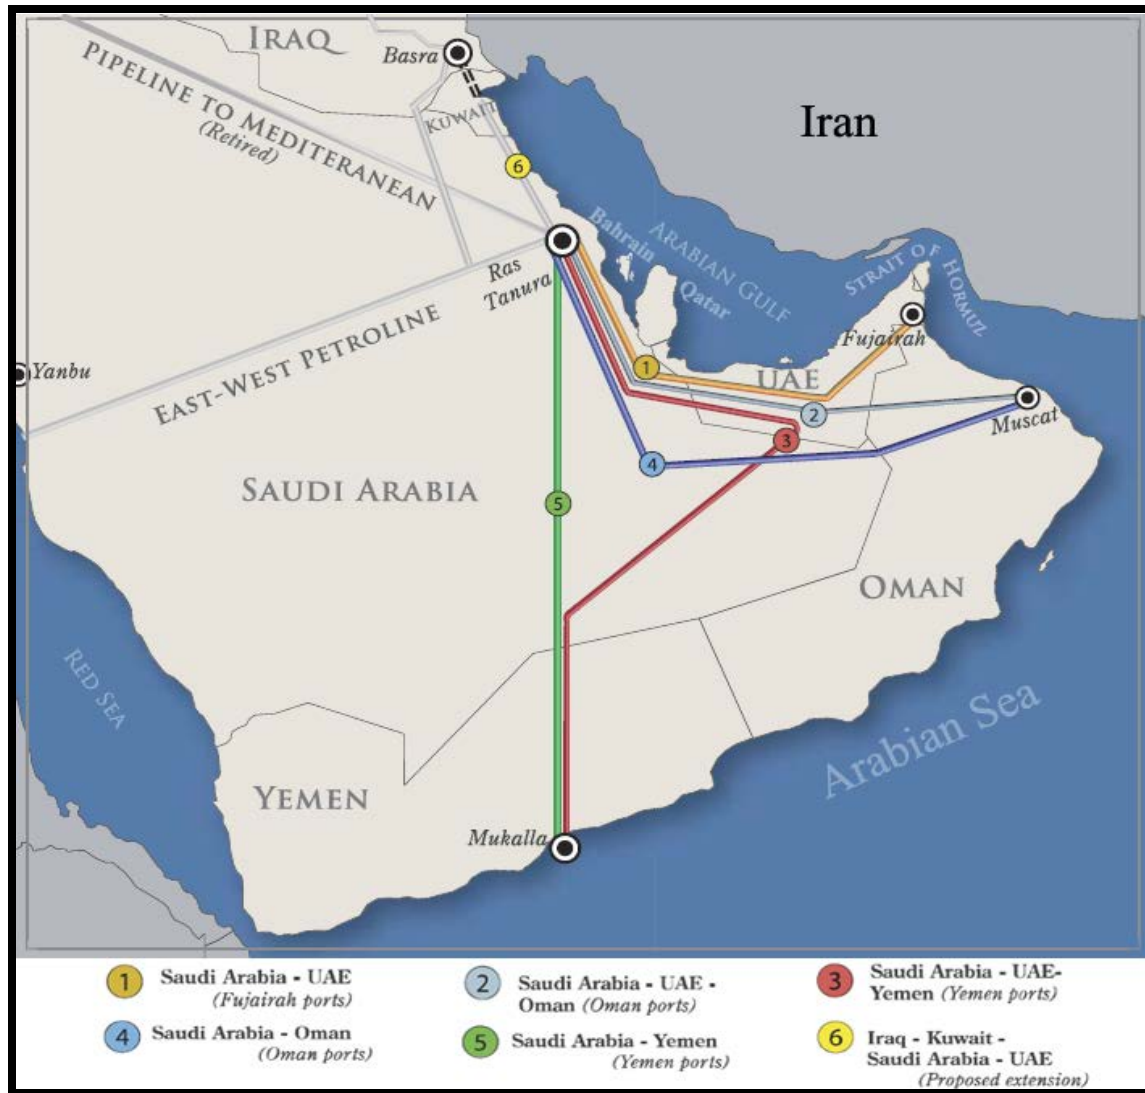 IRAQ
Basra
PIPELINE TO MEDITERANEAN
(Retired)
KUWAIT
Iran
6
Bahrain
ARABIAN GULF
Qatar
STRAIT OF HORMUZ
Ras
Tanura
Fujairah
Yanbu
EAST-WEST PETROLINE
1
UAE
2
Muscat
3
4
SAUDI ARABIA
5
OMAN
RED SEA
Arabian Sea
YEMEN
Mukalla
1 Saudi Arabia - UAE
(Fujairah ports)
2 Saudi Arabia - UAE -
Oman (Oman ports)
3 Saudi Arabia - UAE-
Yemen (Yemen ports)
4 Saudi Arabia - Oman
(Oman ports)
5 Saudi Arabia - Yemen
(Yemen ports)
6 Iraq - Kuwait -
Saudi Arabia - UAE
(Proposed extension)